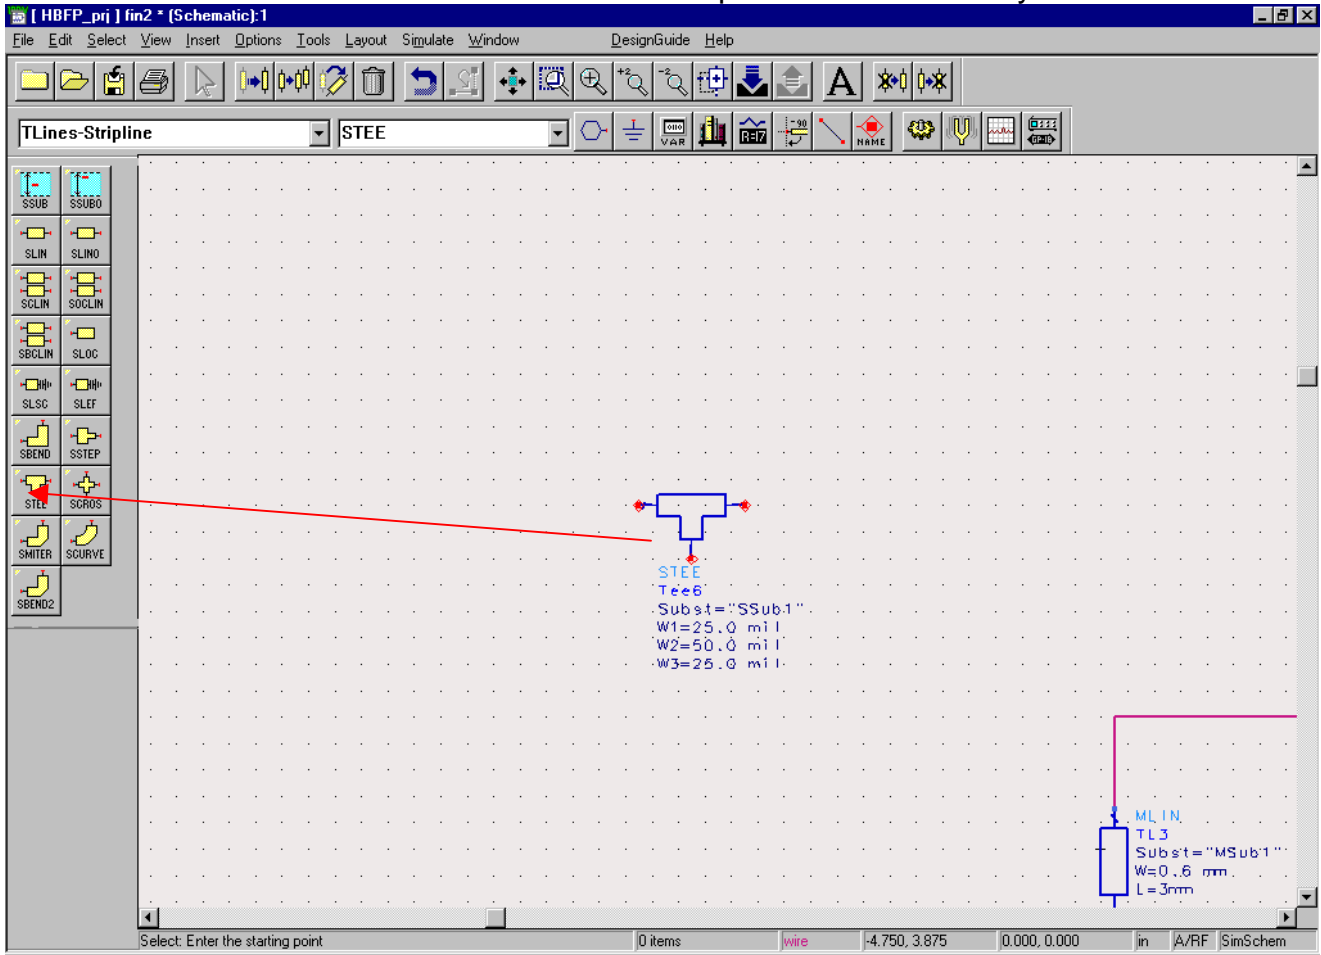 [ HBFP_prj ] fin2 * (Schematic):1
File Edit Select View Insert Options Tools Layout Simulate Window DesignGuide Help
TLines-Stripline STEE
VAR
NAME
SSUB SSUBO
SLIN SLINO
SCLIN SOCLIN
SBCLIN SLOC
SLSC SLEF
SBEND SSTEP
STEE SCROS
SMITER SCURVE
SBEND2
STEE
Tee6
Subst="SSub1"
W1=25.0 mil
W2=50.0 mil
W3=25.0 mil
MLIN
TL3
Subst="MSub1"
W=0.6 mm
L=3mm
Select: Enter the starting point 0 items wire -4.750, 3.875 0.000, 0.000 in A/RF SimSchem